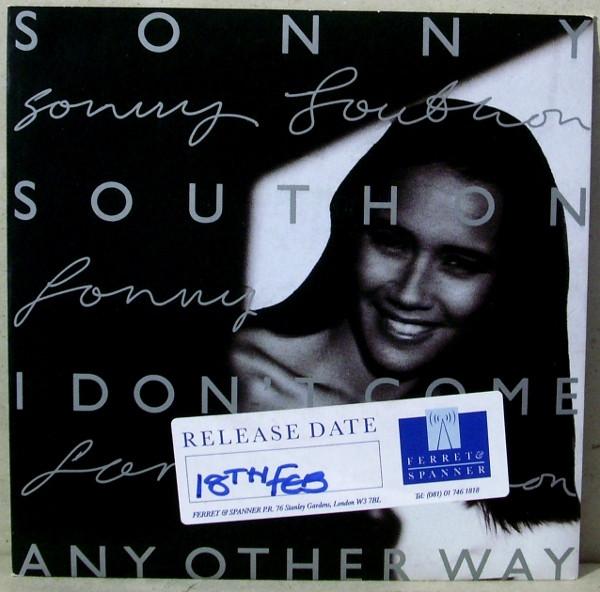 SONNY
Sonny Southon
SOUTHON
Sonny
I DON'T COME
RELEASE DATE
18TH FEB
FERRET &
SPANNER
FERRET & SPANNER P.R. 76 Stanley Gardens, London W3 7BL
Tel: (081) 01 746 1818
ANY OTHER WAY